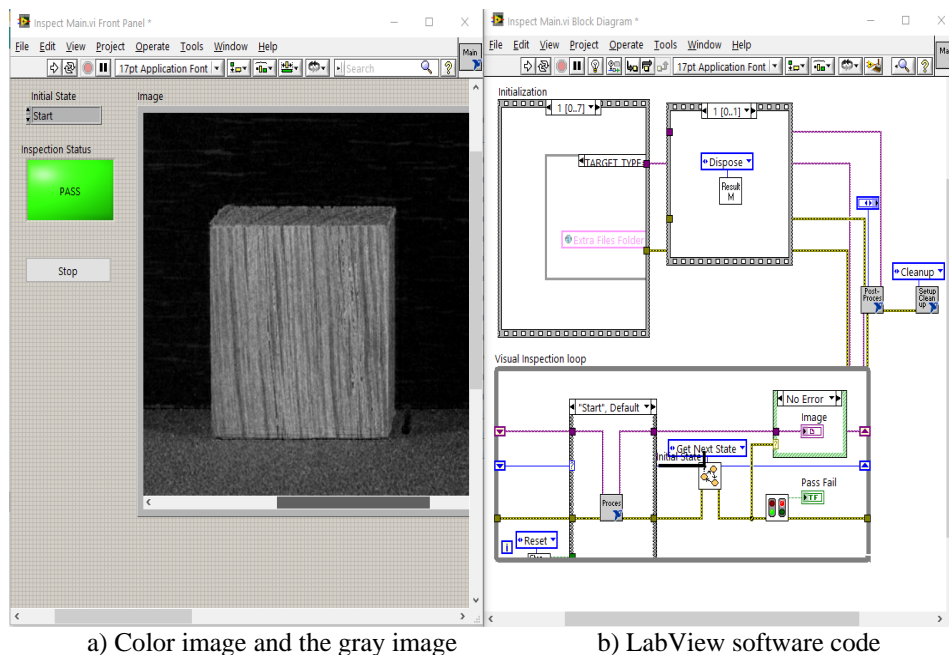 Inspect Main.vi Front Panel *
File Edit View Project Operate Tools Window Help
17pt Application Font
Search
Main
Initial State
Start
Image
Inspection Status
PASS
Stop
Inspect Main.vi Block Diagram *
File Edit View Project Operate Tools Window Help
17pt Application Font
Ma
Initialization
1 [0..7]
1 [0..1]
TARGET TYPE
Dispose
Result
M
Extra Files Folder
Cleanup
Post-
Proces
Setup
Clean
up
Visual Inspection loop
"Start", Default
No Error
Image
Get Next State
Initial State
Pass Fail
TF
Proces
i
Reset
a) Color image and the gray image
b) LabView software code